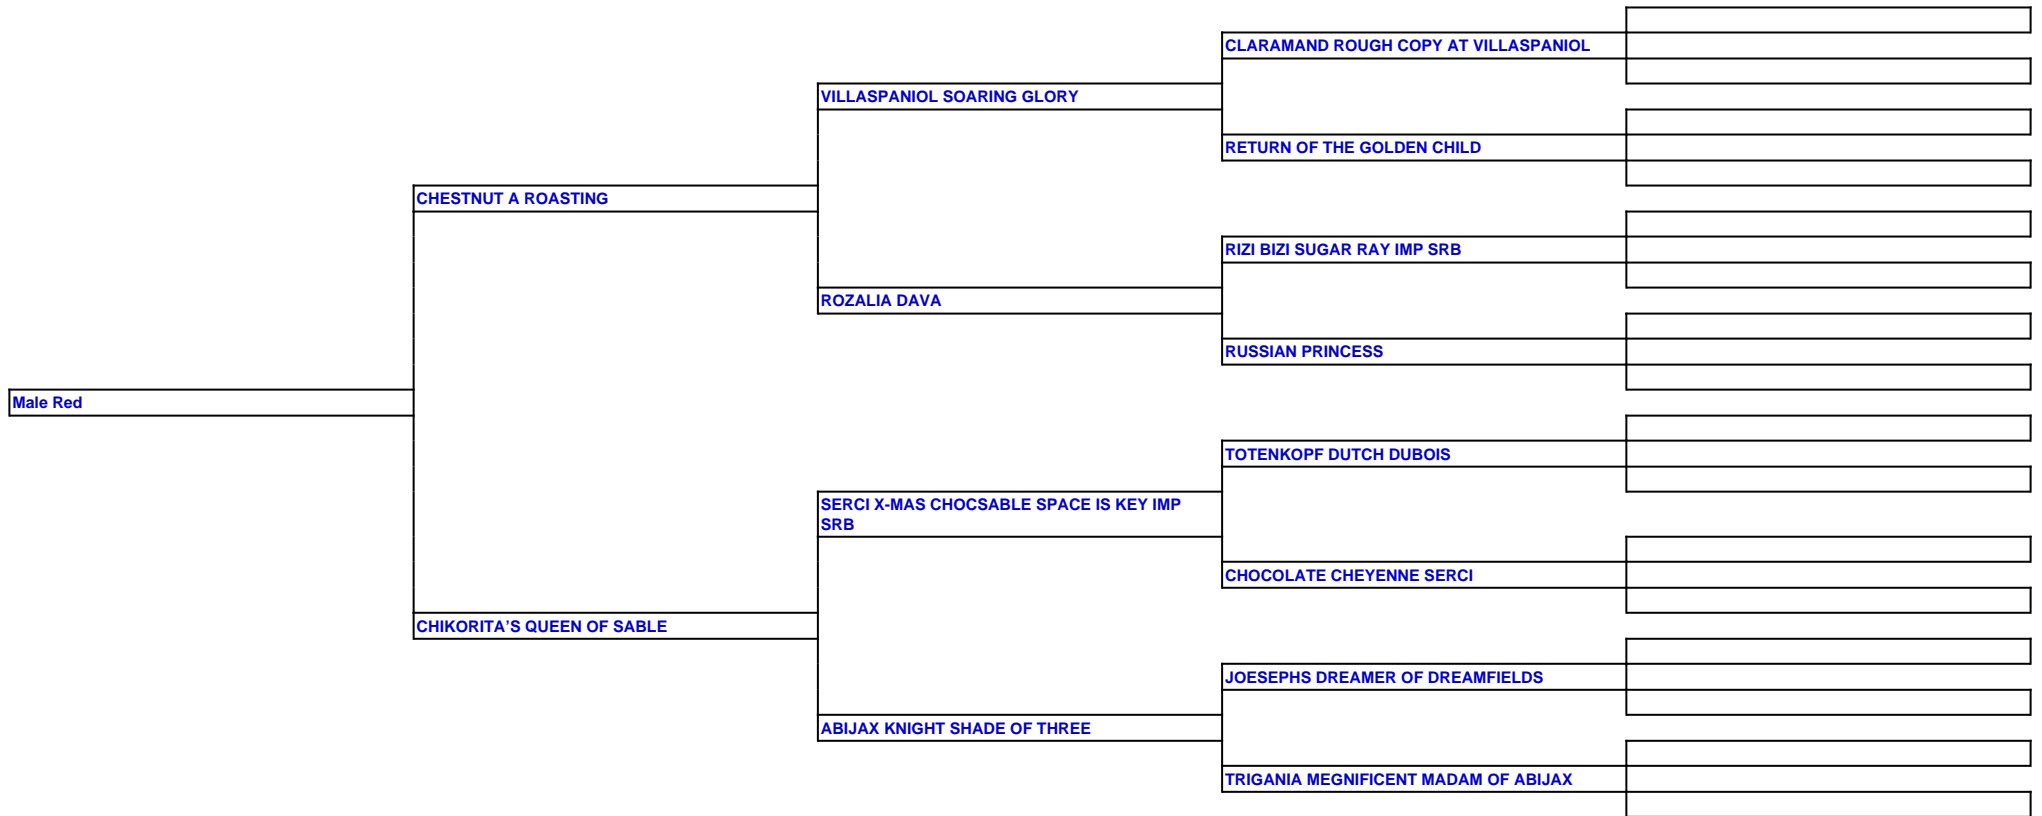 CLARAMAND ROUGH COPY AT VILLASPANIOL
VILLASPANIOL SOARING GLORY
RETURN OF THE GOLDEN CHILD
CHESTNUT A ROASTING
RIZI BIZI SUGAR RAY IMP SRB
ROZALIA DAVA
RUSSIAN PRINCESS
Male Red
TOTENKOPF DUTCH DUBOIS
SERCI X-MAS CHOCSABLE SPACE IS KEY IMP
SRB
CHOCOLATE CHEYENNE SERCI
CHIKORITA’S QUEEN OF SABLE
JOESEPHS DREAMER OF DREAMFIELDS
ABIJAX KNIGHT SHADE OF THREE
TRIGANIA MEGNIFICENT MADAM OF ABIJAX